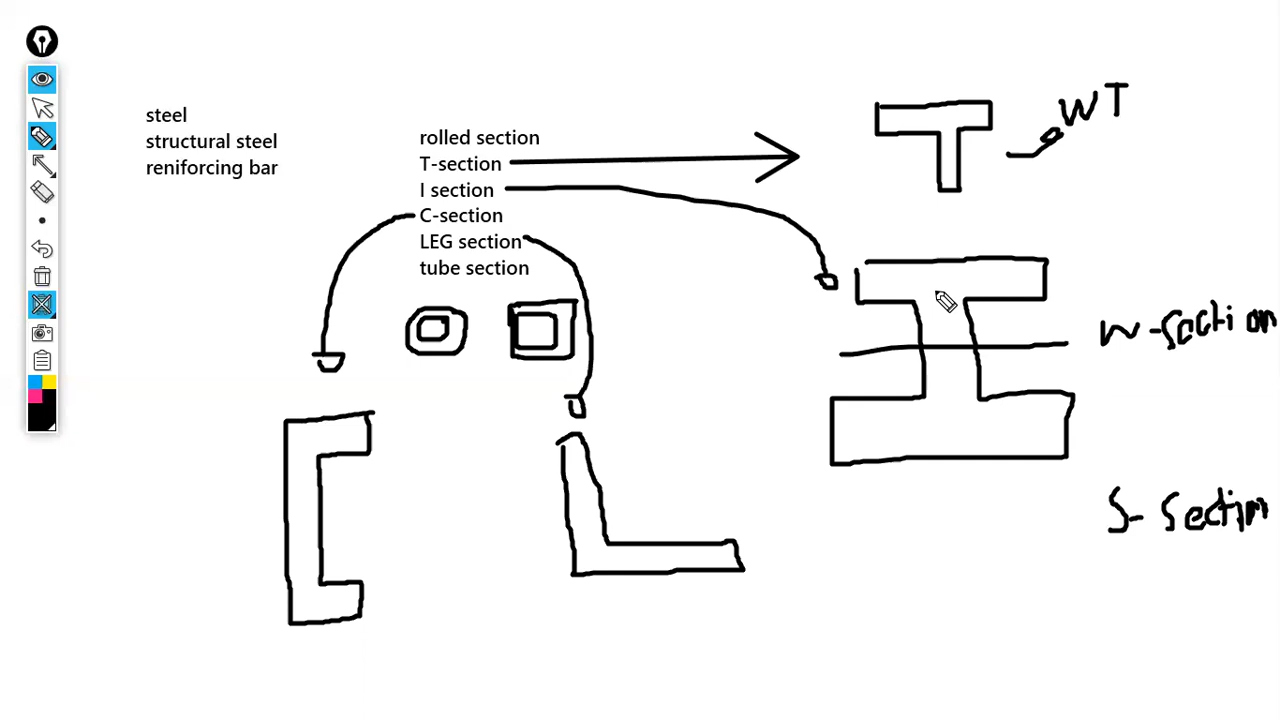 steel
structural steel
reniforcing bar
rolled section
T-section
I section
C-section
LEG section
tube section
WT
W-section
S-section